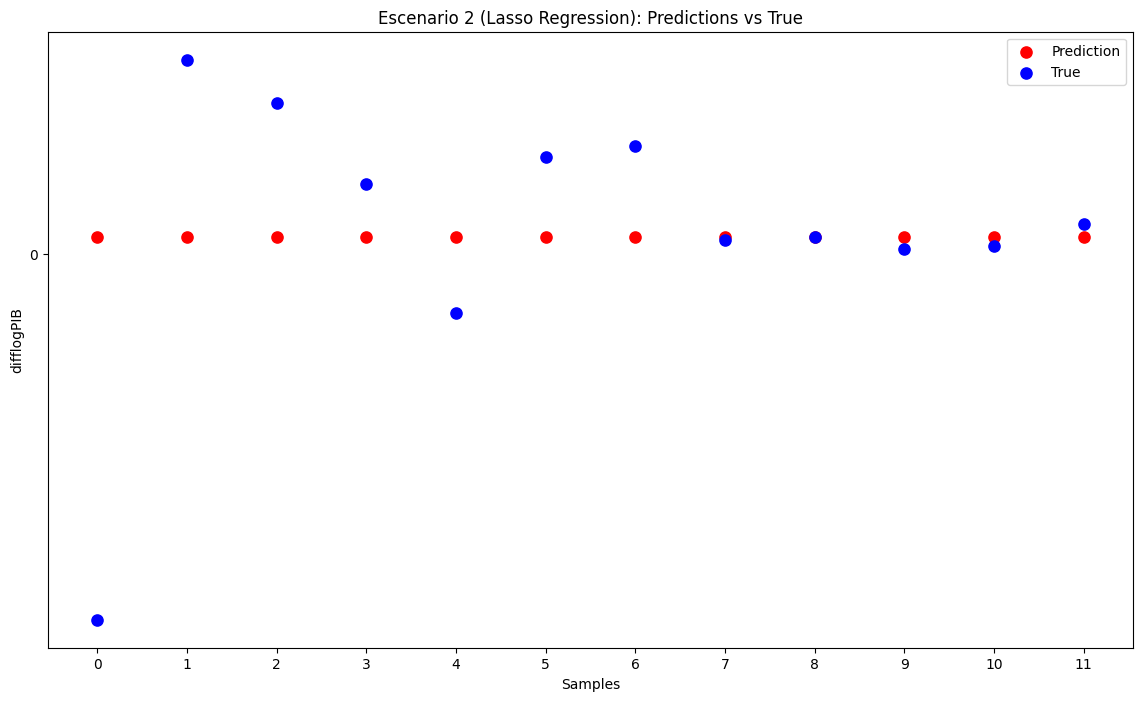 Escenario 2 (Lasso Regression): Predictions vs True
Prediction
True
0
difflogPIB
0 1 2 3 4 5 6 7 8 9 10 11
Samples